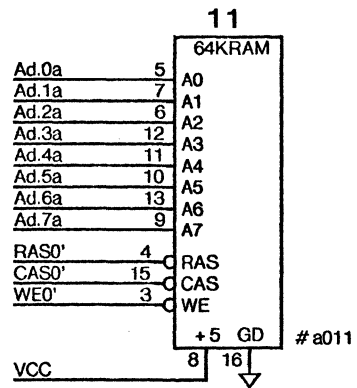 11
64KRAM
Ad.0a 5 A0
Ad.1a 7 A1
Ad.2a 6 A2
Ad.3a 12 A3
Ad.4a 11 A4
Ad.5a 10 A5
Ad.6a 13 A6
Ad.7a 9 A7
RAS0' 4 RAS
CAS0' 15 CAS
WE0' 3 WE
+5 GD #a011
VCC 8 16